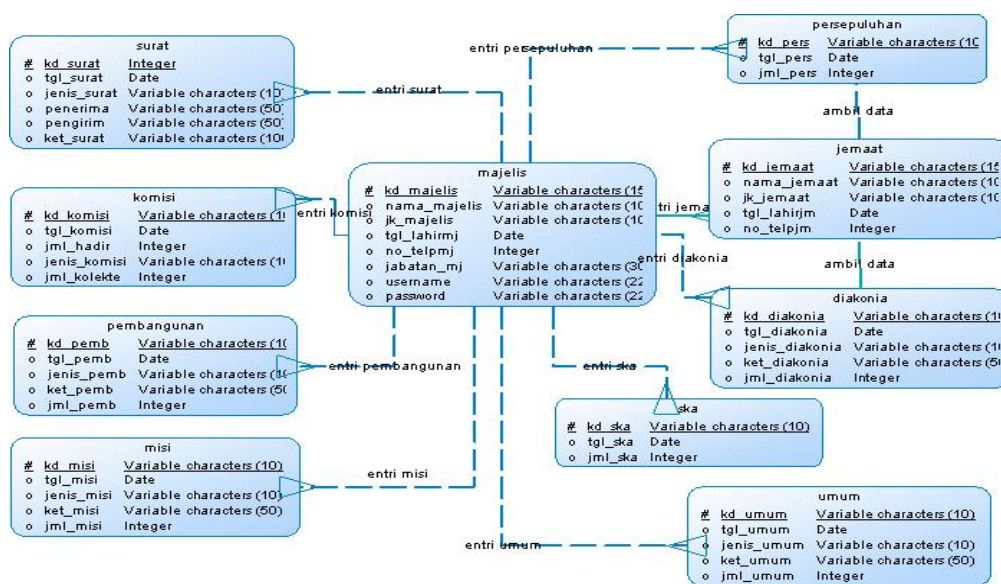 surat
# kd_surat Integer
o tgl_surat Date
o jenis_surat Variable characters (10)
o penerima Variable characters (50)
o pengirim Variable characters (50)
o ket_surat Variable characters (10
entri surat
komisi
# kd_komisi Variable characters (10
o tgl_komisi Date
o jml_hadir Integer
o jenis_komisi Variable characters (10
o jml_kolekte Integer
entri komisi
pembangunan
# kd_pemb Variable characters (10
o tgl_pemb Date
o jenis_pemb Variable characters (10
o ket_pemb Variable characters (50
o jml_pemb Integer
entri pembangunan
misi
# kd_misi Variable characters (10)
o tgl_misi Date
o jenis_misi Variable characters (10)
o ket_misi Variable characters (50)
o jml_misi Integer
entri misi
majelis
# kd_majelis Variable characters (15
o nama_majelis Variable characters (10
o jk_majelis Variable characters (10
o tgl_lahirmj Date
o no_telpmj Integer
o jabatan_mj Variable characters (30
o username Variable characters (22
o password Variable characters (22
entri persepuluhan
persepuluhan
# kd_pers Variable characters (10
o tgl_pers Date
o jml_pers Integer
ambil data
jemaat
# kd_jemaat Variable characters (15
o nama_jemaat Variable characters (10
o jk_jemaat Variable characters (10
o tgl_lahirjm Date
o no_telpjm Integer
tri jema
ambil data
entri diakonia
diakonia
# kd_diakonia Variable characters (10
o tgl_diakonia Date
o jenis_diakonia Variable characters (10
o ket_diakonia Variable characters (50
o jml_diakonia Integer
entri ska
ska
# kd_ska Variable characters (10)
o tgl_ska Date
o jml_ska Integer
entri umum
umum
# kd_umum Variable characters (10)
o tgl_umum Date
o jenis_umum Variable characters (10)
o ket_umum Variable characters (50)
o jml_umum Integer